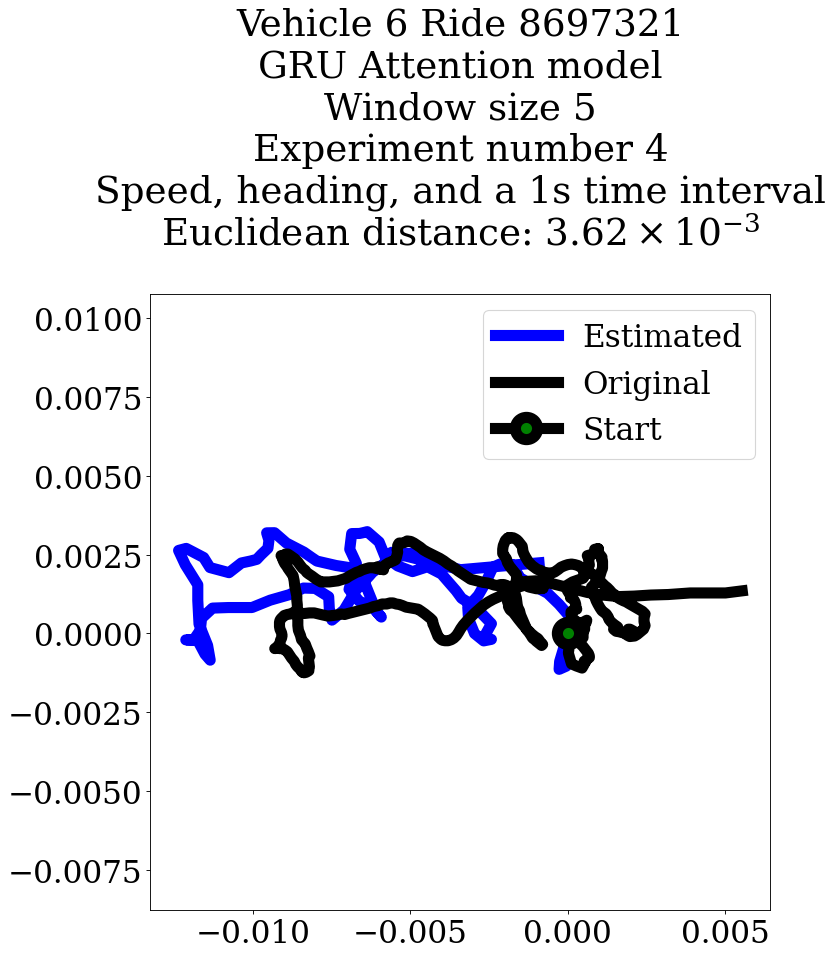 Vehicle 6 Ride 8697321
GRU Attention model
Window size 5
Experiment number 4
Speed, heading, and a 1s time interval
Euclidean distance: 3.62 × 10⁻³
Estimated
Original
Start
0.0100
0.0075
0.0050
0.0025
0.0000
−0.0025
−0.0050
−0.0075
−0.010 −0.005 0.000 0.005